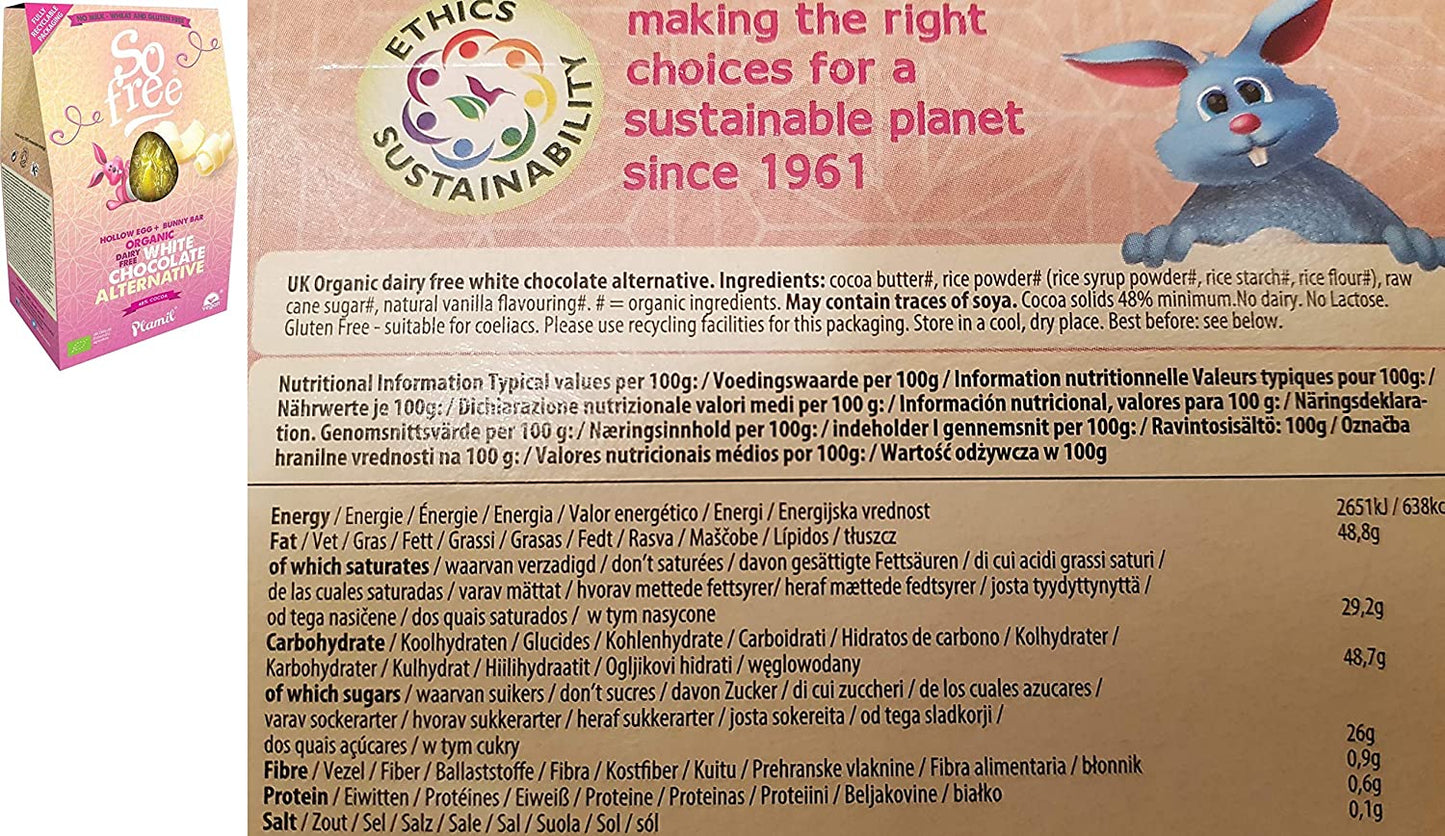 FULLY
RECYCLABLE
PACKAGING
NO MILK - WHEAT AND GLUTEN FREE
So
free
HOLLOW EGG + BUNNY BAR
ORGANIC
DAIRY FREE WHITE
CHOCOLATE
ALTERNATIVE
48% COCOA
Plamil
vegan
ETHICS
SUSTAINABILITY
making the right
choices for a
sustainable planet
since 1961
UK Organic dairy free white chocolate alternative. Ingredients: cocoa butter#, rice powder# (rice syrup powder#, rice starch#, rice flour#), raw
cane sugar#, natural vanilla flavouring#. # = organic ingredients. May contain traces of soya. Cocoa solids 48% minimum.No dairy. No Lactose.
Gluten Free - suitable for coeliacs. Please use recycling facilities for this packaging. Store in a cool, dry place. Best before: see below.
Nutritional Information Typical values per 100g: / Voedingswaarde per 100g / Information nutritionnelle Valeurs typiques pour 100g: /
Nährwerte je 100g: / Dichiarazione nutrizionale valori medi per 100 g: / Información nutricional, valores para 100 g: / Näringsdeklara-
tion. Genomsnittsvärde per 100 g: / Næringsinnhold per 100g: / indeholder I gennemsnit per 100g: / Ravintosisältö: 100g / Označba
hranilne vrednosti na 100 g: / Valores nutricionais médios por 100g: / Wartość odżywcza w 100g
Energy / Energie / Énergie / Energia / Valor energético / Energi / Energijska vrednost 2651kJ / 638kc
Fat / Vet / Gras / Fett / Grassi / Grasas / Fedt / Rasva / Maščobe / Lípidos / tłuszcz 48,8g
of which saturates / waarvan verzadigd / don't saturées / davon gesättigte Fettsäuren / di cui acidi grassi saturi /
de las cuales saturadas / varav mättat / hvorav mettede fettsyrer/ heraf mættede fedtsyrer / josta tyydyttynyttä /
od tega nasičene / dos quais saturados / w tym nasycone 29,2g
Carbohydrate / Koolhydraten / Glucides / Kohlenhydrate / Carboidrati / Hidratos de carbono / Kolhydrater /
Karbohydrater / Kulhydrat / Hiilihydraatit / Ogljikovi hidrati / węglowodany 48,7g
of which sugars / waarvan suikers / don't sucres / davon Zucker / di cui zuccheri / de los cuales azucares /
varav sockerarter / hvorav sukkerarter / heraf sukkerarter / josta sokereita / od tega sladkorji /
dos quais açúcares / w tym cukry 26g
Fibre / Vezel / Fiber / Ballaststoffe / Fibra / Kostfiber / Kuitu / Prehranske vlaknine / Fibra alimentaria / błonnik 0,9g
Protein / Eiwitten / Protéines / Eiweiß / Proteine / Proteinas / Proteiini / Beljakovine / białko 0,6g
Salt / Zout / Sel / Salz / Sale / Sal / Suola / Sol / sól 0,1g